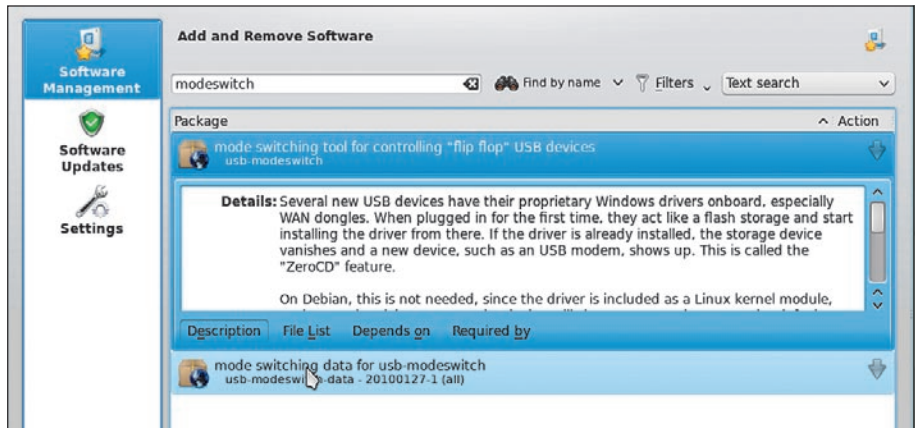 Add and Remove Software
Software
Management
modeswitch
Find by name
Filters
Text search
Package
Action
Software
Updates
mode switching tool for controlling "flip flop" USB devices
usb-modeswitch
Settings
Details: Several new USB devices have their proprietary Windows drivers onboard, especially
WAN dongles. When plugged in for the first time, they act like a flash storage and start
installing the driver from there. If the driver is already installed, the storage device
vanishes and a new device, such as an USB modem, shows up. This is called the
"ZeroCD" feature.
On Debian, this is not needed, since the driver is included as a Linux kernel module,
Description
File List
Depends on
Required by
mode switching data for usb-modeswitch
data - 20100127-1 (all)